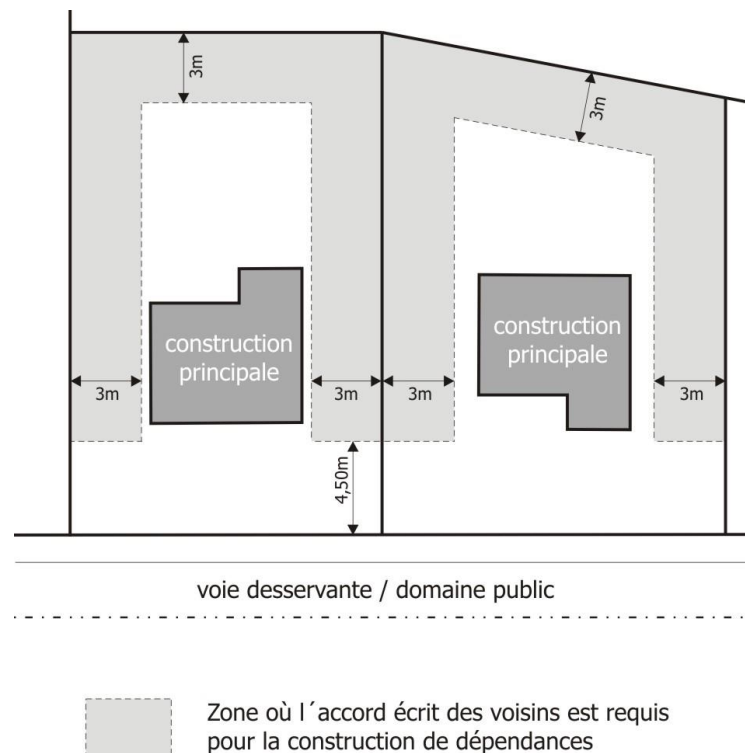 3m
3m
construction
principale
construction
principale
3m
3m
3m
3m
4,50m
voie desservante / domaine public
Zone où l´accord écrit des voisins est requis
pour la construction de dépendances